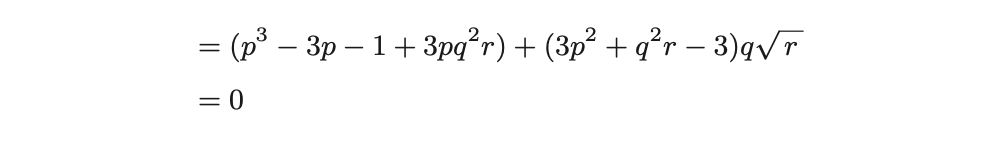 = (p³ − 3p − 1 + 3pq²r) + (3p² + q²r − 3)q√r
= 0